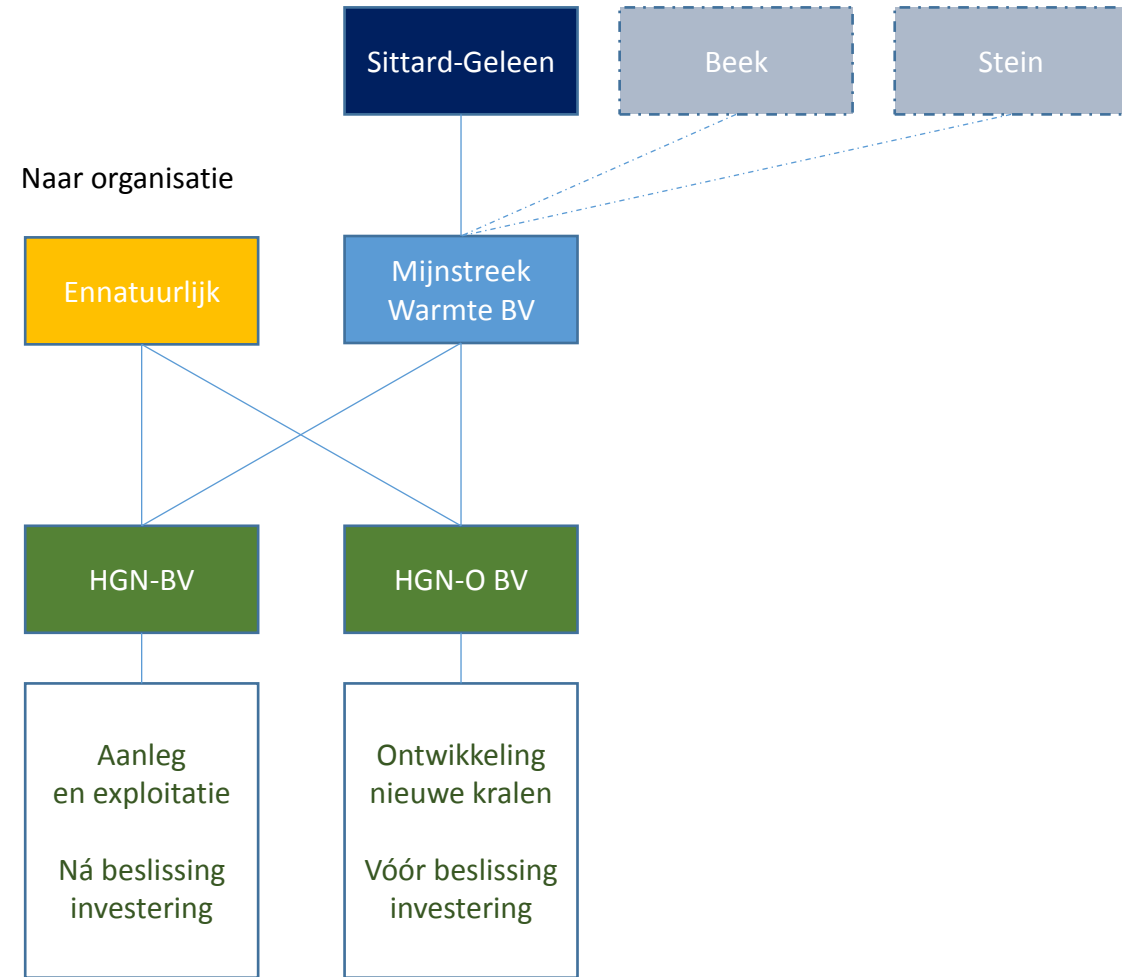 Sittard-Geleen
Beek
Stein
Naar organisatie
Ennatuurlijk
Mijnstreek
Warmte BV
HGN-BV
HGN-O BV
Aanleg
en exploitatie
Ná beslissing
investering
Ontwikkeling
nieuwe kralen
Vóór beslissing
investering